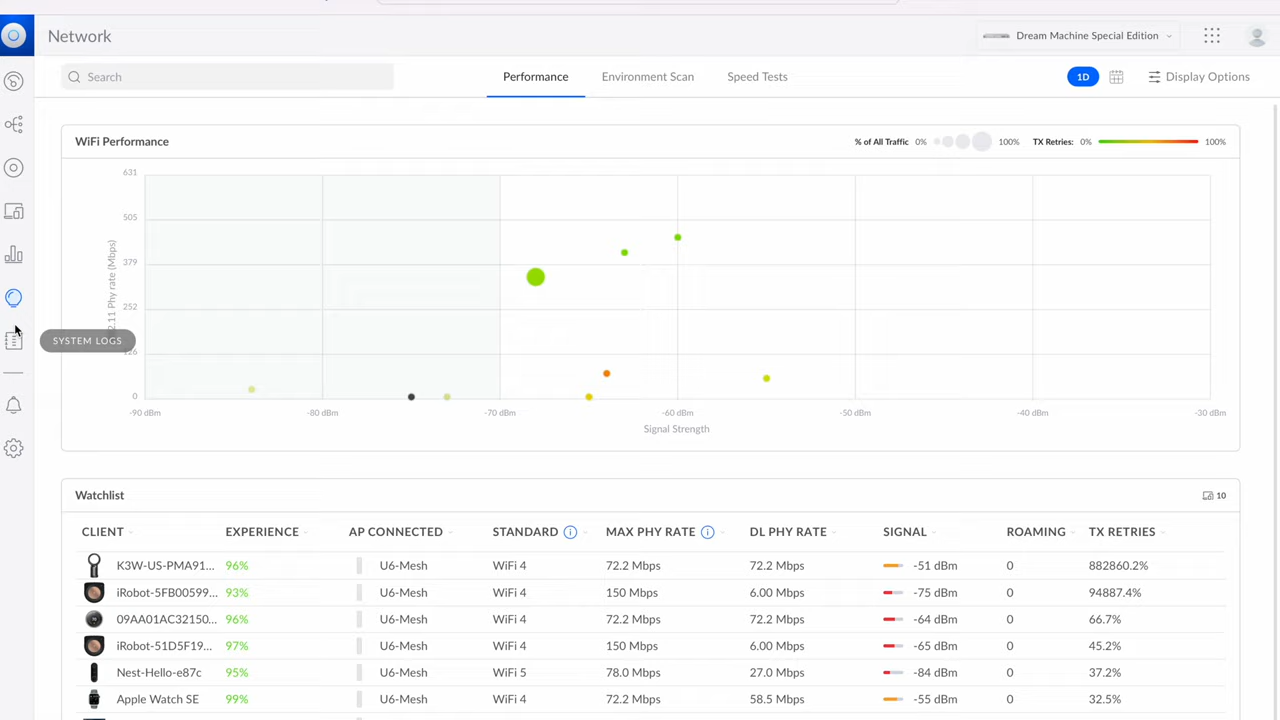 Network
Dream Machine Special Edition
Search
Performance
Environment Scan
Speed Tests
1D
Display Options
WiFi Performance
% of All Traffic 0% 100% TX Retries: 0% 100%
631
505
379
252
126
0
-90 dBm -80 dBm -70 dBm -60 dBm -50 dBm -40 dBm -30 dBm
Signal Strength
SYSTEM LOGS
Watchlist
10
CLIENT EXPERIENCE AP CONNECTED STANDARD MAX PHY RATE DL PHY RATE SIGNAL ROAMING TX RETRIES
K3W-US-PMA91... 96% U6-Mesh WiFi 4 72.2 Mbps 72.2 Mbps -51 dBm 0 882860.2%
iRobot-5FB00599... 93% U6-Mesh WiFi 4 150 Mbps 6.00 Mbps -75 dBm 0 94887.4%
09AA01AC32150... 96% U6-Mesh WiFi 4 72.2 Mbps 72.2 Mbps -64 dBm 0 66.7%
iRobot-51D5F19... 97% U6-Mesh WiFi 4 150 Mbps 6.00 Mbps -65 dBm 0 45.2%
Nest-Hello-e87c 95% U6-Mesh WiFi 5 78.0 Mbps 27.0 Mbps -84 dBm 0 37.2%
Apple Watch SE 99% U6-Mesh WiFi 4 72.2 Mbps 58.5 Mbps -55 dBm 0 32.5%